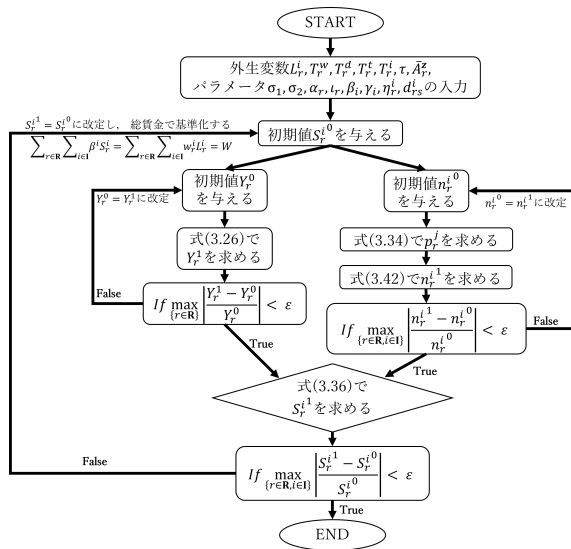 START
外生変数L_r^i, T_r^w, T_r^d, T_r^t, T_r^i, τ, Ā_r^z,
パラメータσ_1, σ_2, α_r, ι_r, β_i, γ_i, η_r^i, d_rs^iの入力
S_r^{i1} = S_r^{i0}に改定し、総賃金で基準化する
∑_{r∈R} ∑_{i∈I} β^i S_r^i = ∑_{r∈R} ∑_{i∈I} w_r^i L_r^i = W
初期値S_r^{i0}を与える
初期値Y_r^0
を与える
Y_r^0 = Y_r^1に改定
初期値n_r^{i0}
を与える
n_r^{i0} = n_r^{i1}に改定
式(3.26)で
Y_r^1を求める
式(3.34)でp_r^jを求める
式(3.42)でn_r^{i1}を求める
False
If max_{r∈R} |(Y_r^1 − Y_r^0) / Y_r^0| < ε
If max_{r∈R,i∈I} |(n_r^{i1} − n_r^{i0}) / n_r^{i0}| < ε
False
True
True
式(3.36)で
S_r^{i1}を求める
False
If max_{r∈R,i∈I} |(S_r^{i1} − S_r^{i0}) / S_r^{i0}| < ε
True
END